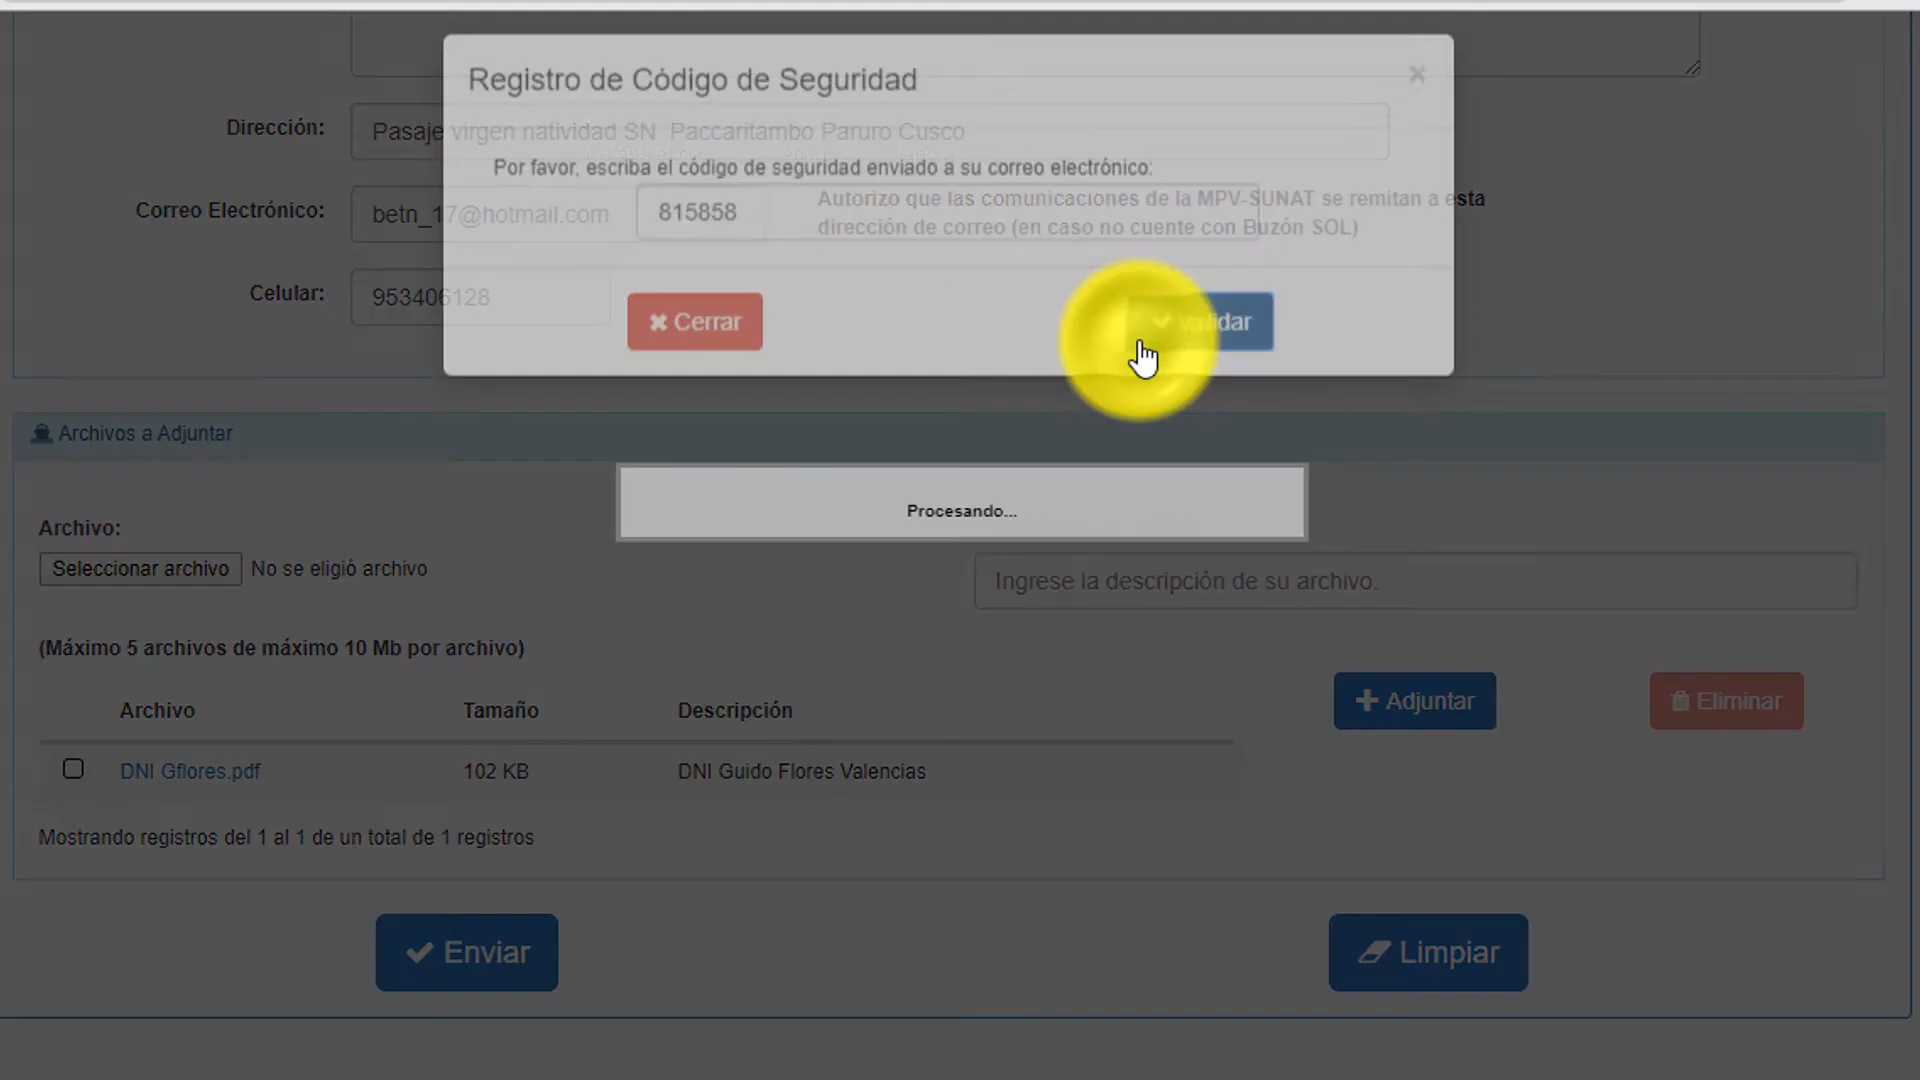 Registro de Código de Seguridad
×
Dirección:
Pasaje virgen natividad SN Paccaritambo Paruro Cusco
Por favor, escriba el código de seguridad enviado a su correo electrónico:
Correo Electrónico:
betn_17@hotmail.com
815858
Autorizo que las comunicaciones de la MPV-SUNAT se remitan a esta
dirección de correo (en caso no cuente con Buzón SOL)
Celular:
953406128
Cerrar
Validar
Archivos a Adjuntar
Procesando...
Archivo:
Seleccionar archivo No se eligió archivo
Ingrese la descripción de su archivo.
(Máximo 5 archivos de máximo 10 Mb por archivo)
Adjuntar
Eliminar
Archivo Tamaño Descripción
DNI Gflores.pdf 102 KB DNI Guido Flores Valencias
Mostrando registros del 1 al 1 de un total de 1 registros
Enviar
Limpiar